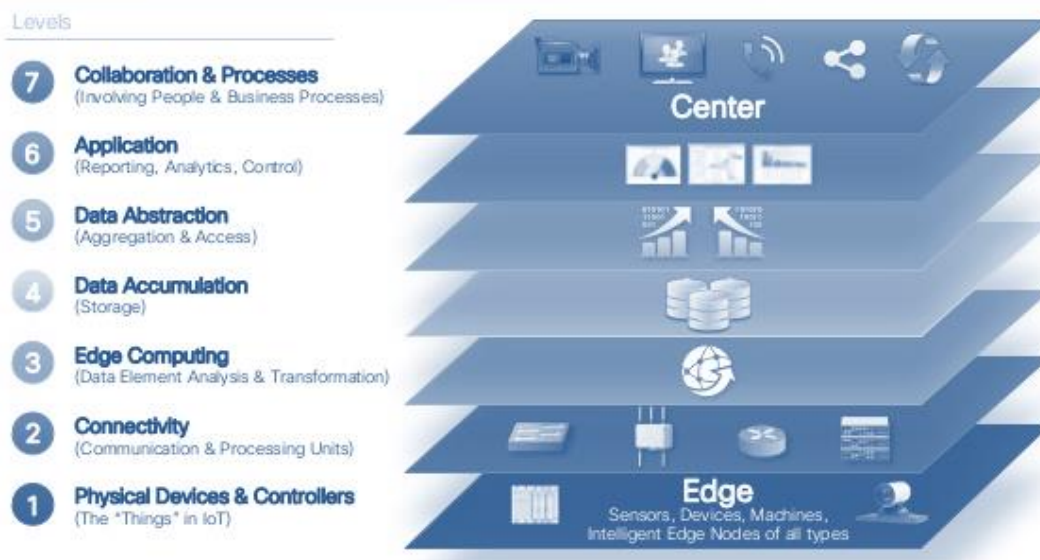 Levels
7
Collaboration & Processes
(Involving People & Business Processes)
6
Application
(Reporting, Analytics, Control)
5
Data Abstraction
(Aggregation & Access)
4
Data Accumulation
(Storage)
3
Edge Computing
(Data Element Analysis & Transformation)
2
Connectivity
(Communication & Processing Units)
1
Physical Devices & Controllers
(The "Things" in IoT)
Center
Edge
Sensors, Devices, Machines,
Intelligent Edge Nodes of all types